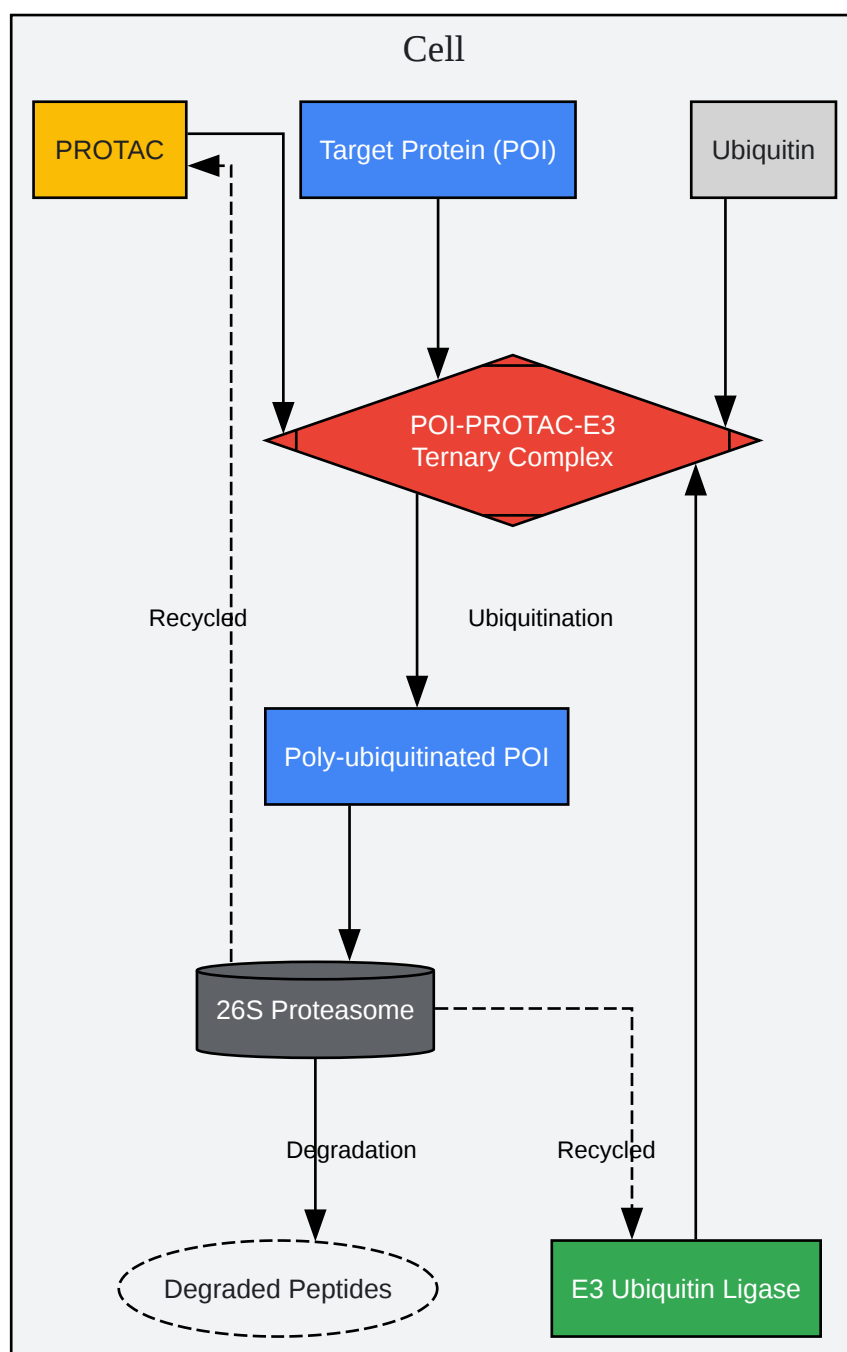 Cell
PROTAC
Target Protein (POI)
Ubiquitin
POI-PROTAC-E3
Ternary Complex
Recycled
Ubiquitination
Poly-ubiquitinated POI
26S Proteasome
Degradation
Recycled
Degraded Peptides
E3 Ubiquitin Ligase